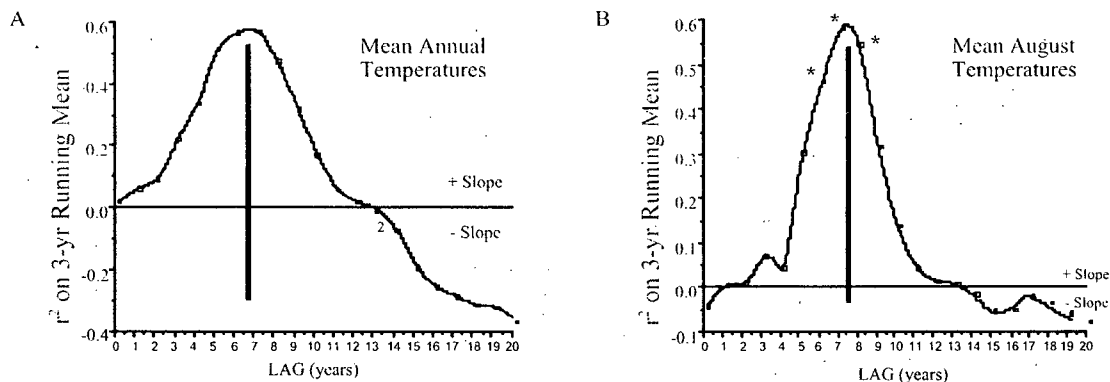 A
Mean Annual
Temperatures
r² on 3-yr Running Mean
0.6
0.4
0.2
0.0
-0.2
-0.4
+ Slope
- Slope
2
0 1 2 3 4 5 6 7 8 9 10 11 12 13 14 15 16 17 18 19 20
LAG (years)
B
Mean August
Temperatures
r² on 3-yr Running Mean
0.6
0.5
0.3
0.1
0.0
-0.1
* * *
+ Slope
- Slope
0 1 2 3 4 5 6 7 8 9 10 11 12 13 14 15 16 17 18 19 20
LAG (years)